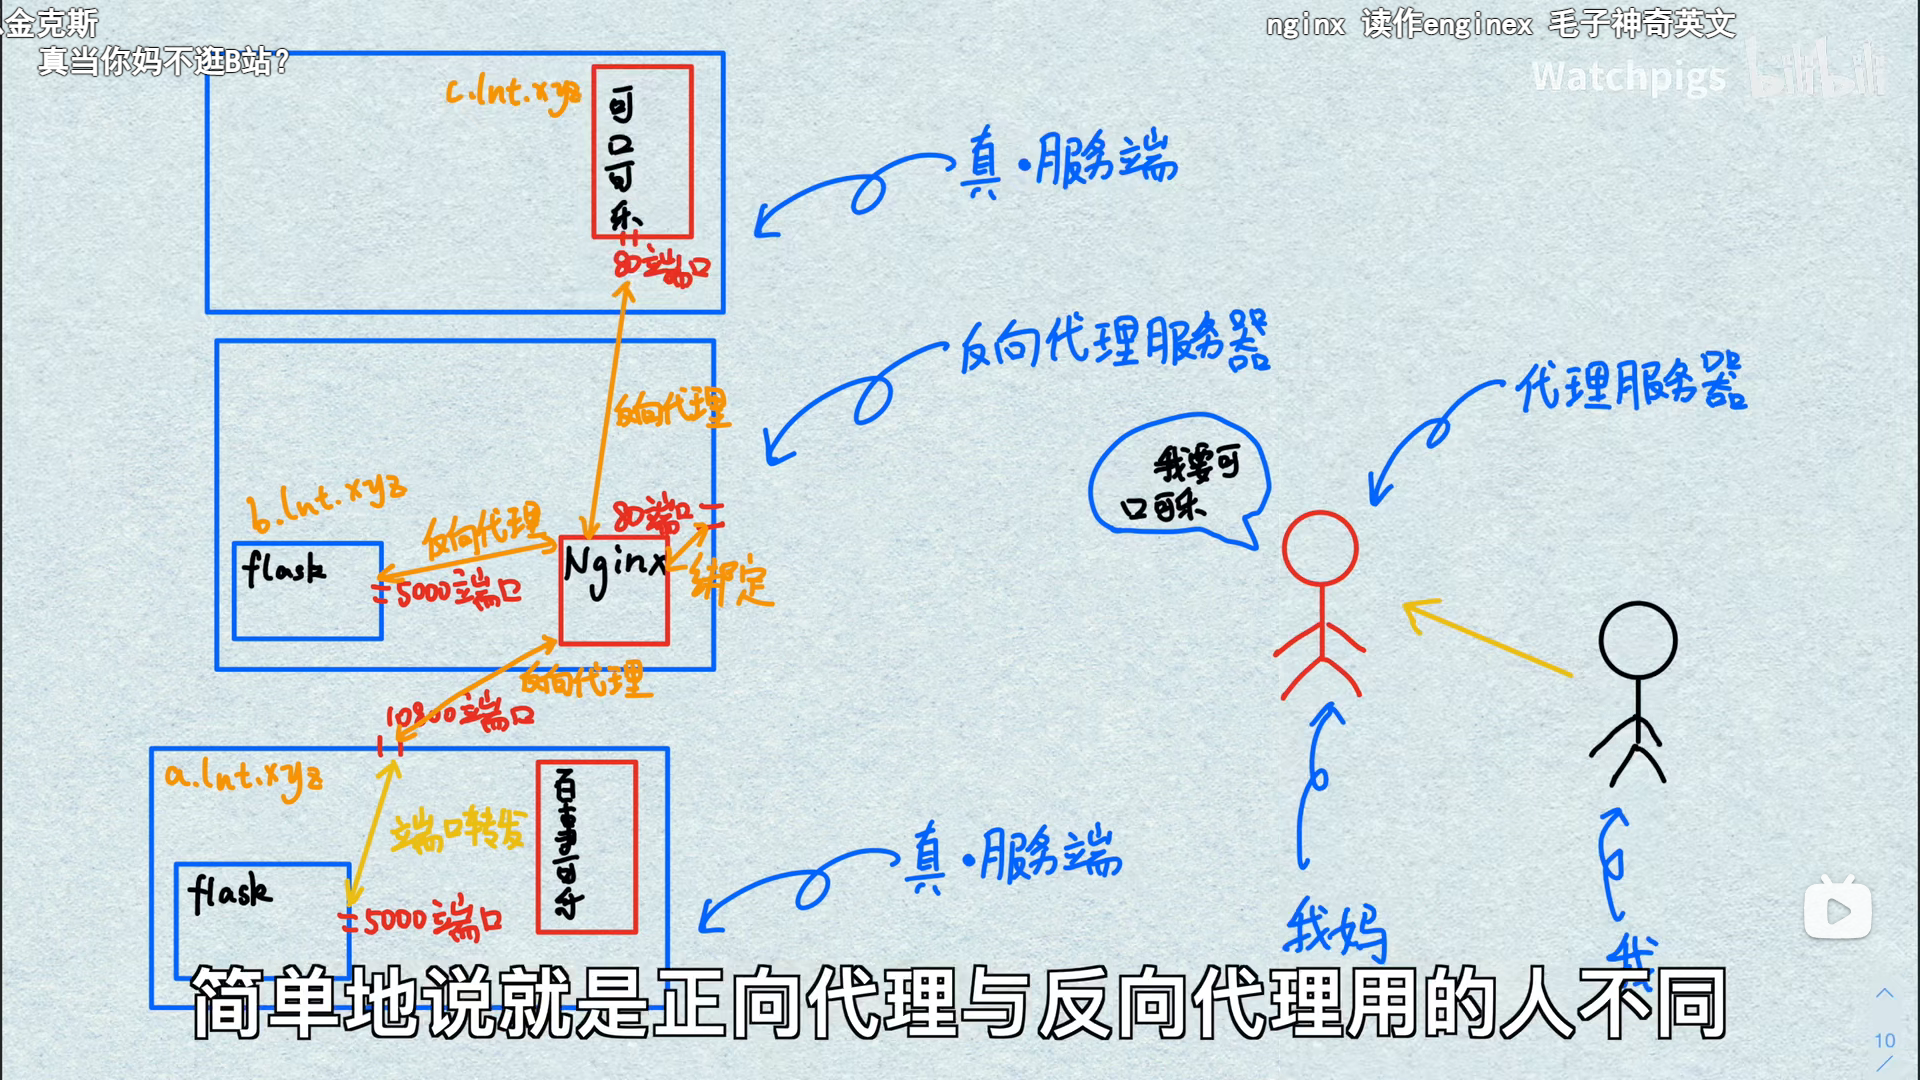 金克斯
真当你妈不逛B站?
nginx 读作enginex 毛子神奇英文
Watchpigs bilibili
c.lnt.xyz
可口可乐
80端口
真·服务端
反向代理服务器
代理服务器
反向代理
我要可
口可乐
b.lnt.xyz
反向代理
80端口
flask
5000端口
Nginx
绑定
反向代理
端口
a.lnt.xyz
百事可乐
端口转发
flask
5000端口
真·服务端
我妈
我
简单地说就是正向代理与反向代理用的人不同
10